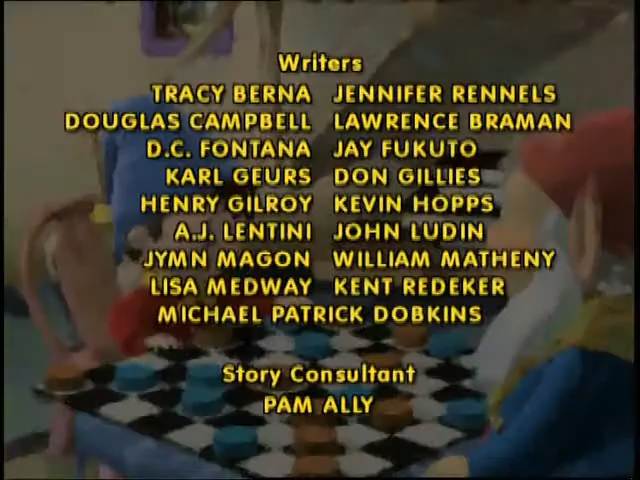 Writers
TRACY BERNA JENNIFER RENNELS
DOUGLAS CAMPBELL LAWRENCE BRAMAN
D.C. FONTANA JAY FUKUTO
KARL GEURS DON GILLIES
HENRY GILROY KEVIN HOPPS
A.J. LENTINI JOHN LUDIN
JYMN MAGON WILLIAM MATHENY
LISA MEDWAY KENT REDEKER
MICHAEL PATRICK DOBKINS
Story Consultant
PAM ALLY